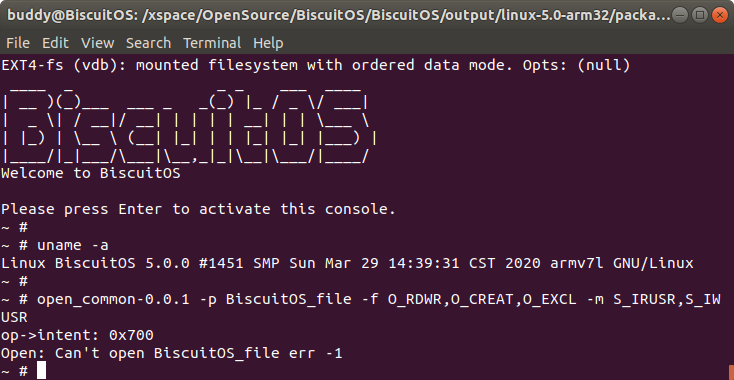 buddy@BiscuitOS: /xspace/OpenSource/BiscuitOS/BiscuitOS/output/linux-5.0-arm32/packa...
File Edit View Search Terminal Help
EXT4-fs (vdb): mounted filesystem with ordered data mode. Opts: (null)
BiscuitOS
Welcome to BiscuitOS
Please press Enter to activate this console.
~ #
~ # uname -a
Linux BiscuitOS 5.0.0 #1451 SMP Sun Mar 29 14:39:31 CST 2020 armv7l GNU/Linux
~ #
~ # open_common-0.0.1 -p BiscuitOS_file -f O_RDWR,O_CREAT,O_EXCL -m S_IRUSR,S_IW
USR
op->intent: 0x700
Open: Can't open BiscuitOS_file err -1
~ #